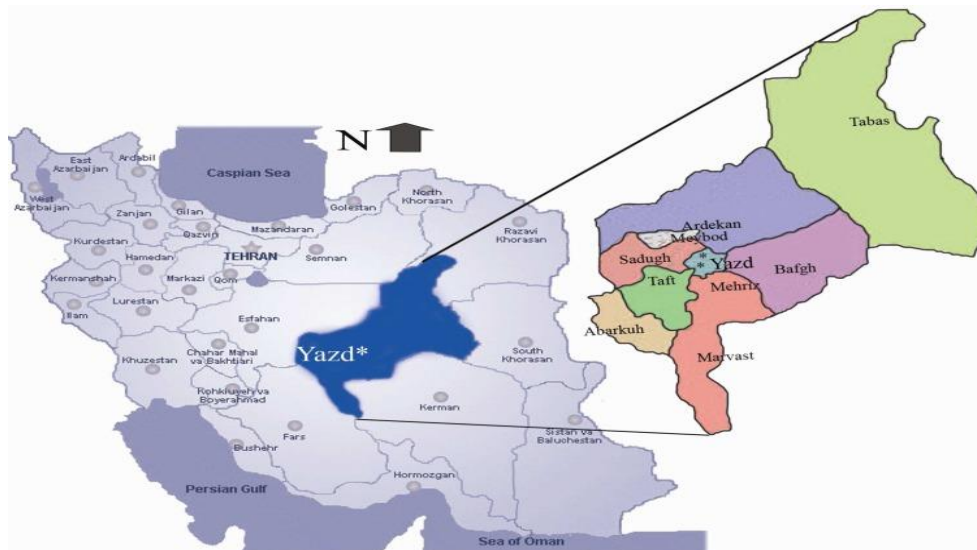 N
Caspian Sea
East
Azarbaijan
Ardabil
West
Azarbaijan
Zanjan
Gilan
Qazvin
Mazandaran
Golestan
North
Khorasan
Razavi
Khorasan
Kurdestan
Hamedan
TEHRAN
Semnan
Kermanshah
Markazi
Qom
Ilam
Lurestan
Esfahan
Yazd*
South
Khorasan
Khuzestan
Chahar Mahal
va Bakhtiari
Kohkiluyeh va
Boyerahmad
Fars
Kerman
Sistan va
Baluchestan
Bushehr
Hormozgan
Persian Gulf
Sea of Oman
Tabas
Ardekan
Meybod
Sadugh
* Yazd
*
Bafgh
Taft
Mehriz
Abarkuh
Marvast